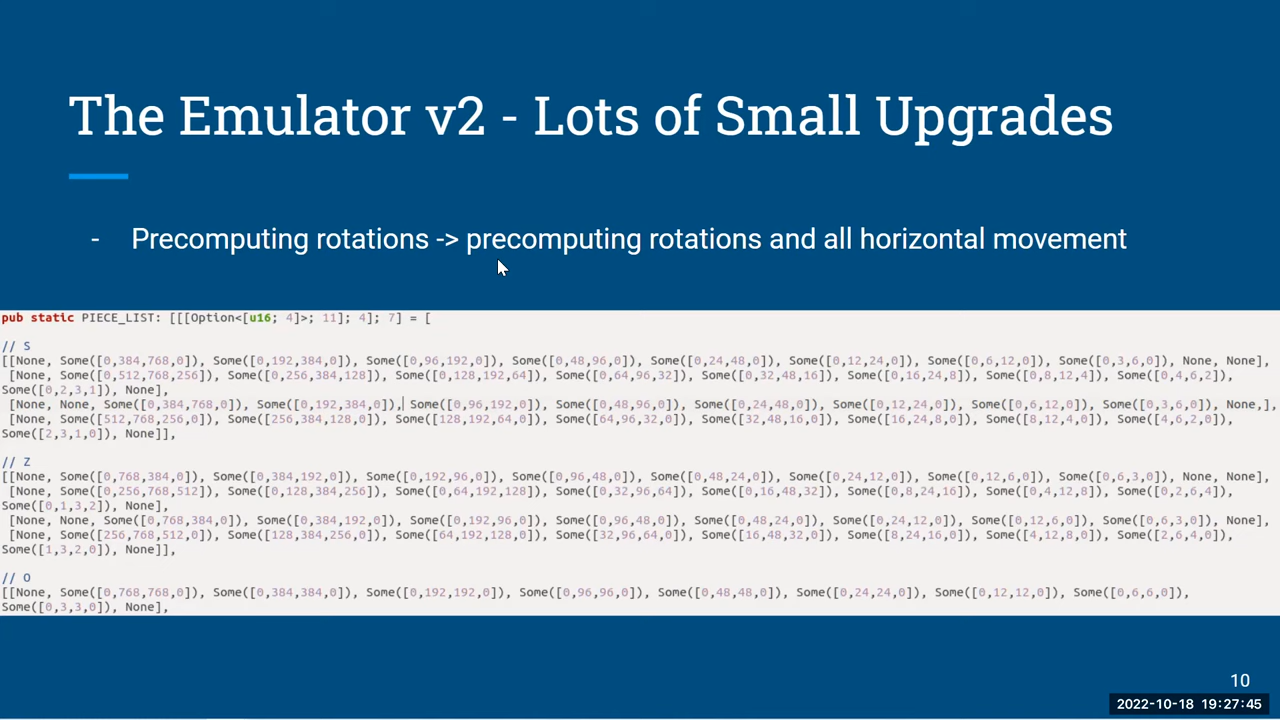 The Emulator v2 - Lots of Small Upgrades
- Precomputing rotations -> precomputing rotations and all horizontal movement
pub static PIECE_LIST: [[[Option<[u16; 4]>; 11]; 4]; 7] = [
// S
[[None, Some([0,384,768,0]), Some([0,192,384,0]), Some([0,96,192,0]), Some([0,48,96,0]), Some([0,24,48,0]), Some([0,12,24,0]), Some([0,6,12,0]), Some([0,3,6,0]), None, None],
[None, Some([0,512,768,256]), Some([0,256,384,128]), Some([0,128,192,64]), Some([0,64,96,32]), Some([0,32,48,16]), Some([0,16,24,8]), Some([0,8,12,4]), Some([0,4,6,2]),
Some([0,2,3,1]), None],
[None, None, Some([0,384,768,0]), Some([0,192,384,0]), Some([0,96,192,0]), Some([0,48,96,0]), Some([0,24,48,0]), Some([0,12,24,0]), Some([0,6,12,0]), Some([0,3,6,0]), None,],
[None, Some([512,768,256,0]), Some([256,384,128,0]), Some([128,192,64,0]), Some([64,96,32,0]), Some([32,48,16,0]), Some([16,24,8,0]), Some([8,12,4,0]), Some([4,6,2,0]),
Some([2,3,1,0]), None]],
// Z
[[None, Some([0,768,384,0]), Some([0,384,192,0]), Some([0,192,96,0]), Some([0,96,48,0]), Some([0,48,24,0]), Some([0,24,12,0]), Some([0,12,6,0]), Some([0,6,3,0]), None, None],
[None, Some([0,256,768,512]), Some([0,128,384,256]), Some([0,64,192,128]), Some([0,32,96,64]), Some([0,16,48,32]), Some([0,8,24,16]), Some([0,4,12,8]), Some([0,2,6,4]),
Some([0,1,3,2]), None],
[None, None, Some([0,768,384,0]), Some([0,384,192,0]), Some([0,192,96,0]), Some([0,96,48,0]), Some([0,48,24,0]), Some([0,24,12,0]), Some([0,12,6,0]), Some([0,6,3,0]), None],
[None, Some([256,768,512,0]), Some([128,384,256,0]), Some([64,192,128,0]), Some([32,96,64,0]), Some([16,48,32,0]), Some([8,24,16,0]), Some([4,12,8,0]), Some([2,6,4,0]),
Some([1,3,2,0]), None]],
// O
[[None, Some([0,768,768,0]), Some([0,384,384,0]), Some([0,192,192,0]), Some([0,96,96,0]), Some([0,48,48,0]), Some([0,24,24,0]), Some([0,12,12,0]), Some([0,6,6,0]),
Some([0,3,3,0]), None],
10
2022-10-18 19:27:45